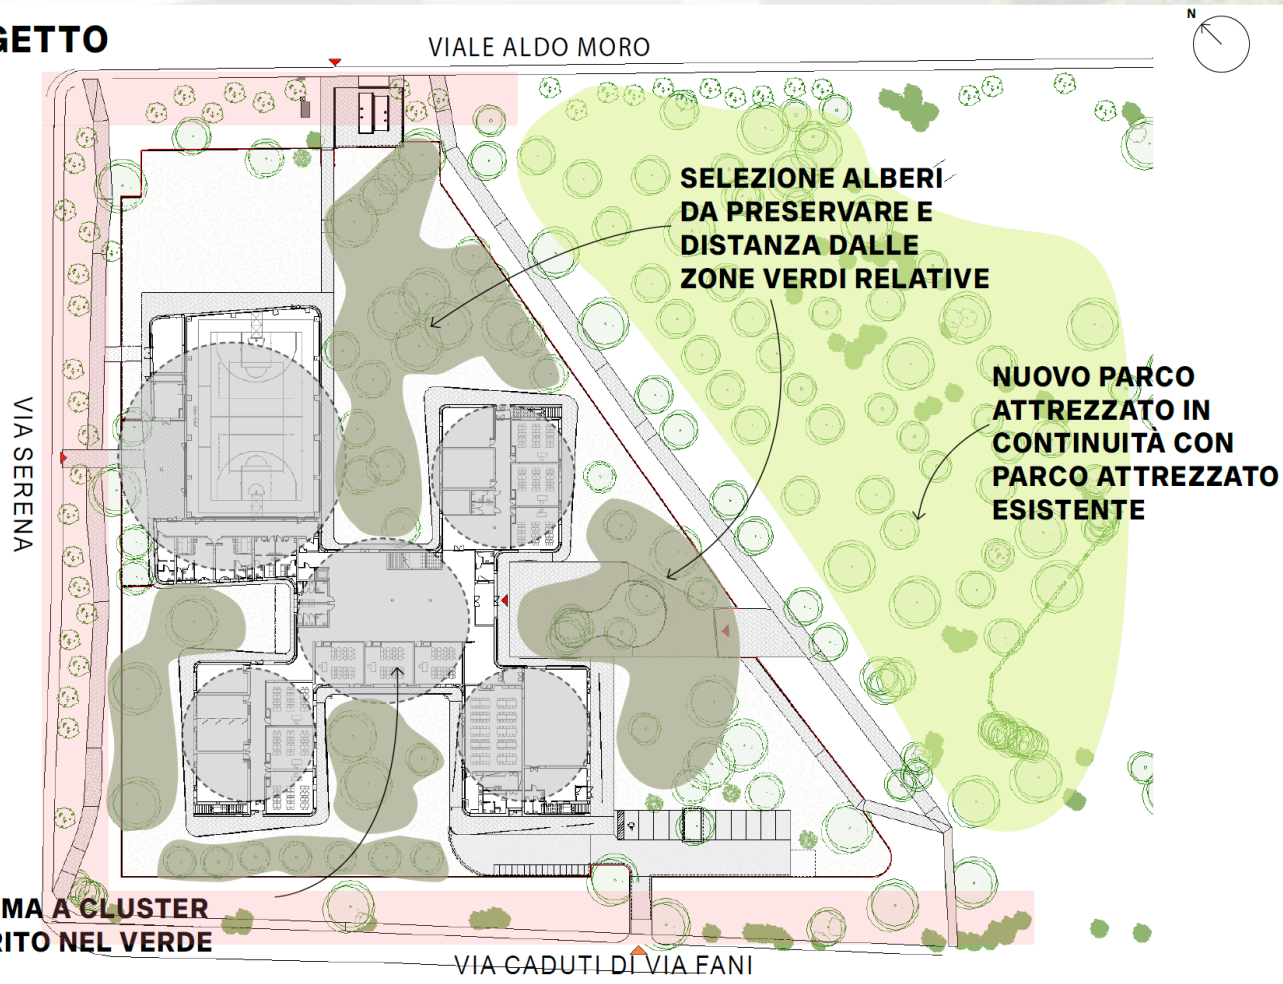 GETTO
VIALE ALDO MORO
N
SELEZIONE ALBERI
DA PRESERVARE E
DISTANZA DALLE
ZONE VERDI RELATIVE
NUOVO PARCO
ATTREZZATO IN
CONTINUITÀ CON
PARCO ATTREZZATO
ESISTENTE
VIA SERENA
MA A CLUSTER
RITO NEL VERDE
VIA CADUTI DI VIA FANI